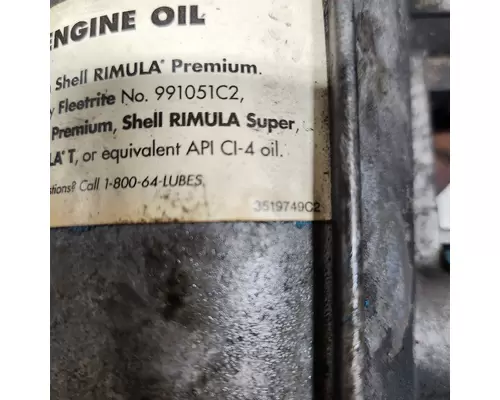 ENGINE OIL
Shell RIMULA® Premium.
Fleetrite No. 991051C2,
Premium, Shell RIMULA Super,
T, or equivalent API CI-4 oil.
Call 1-800-64-LUBES.
3519749C2